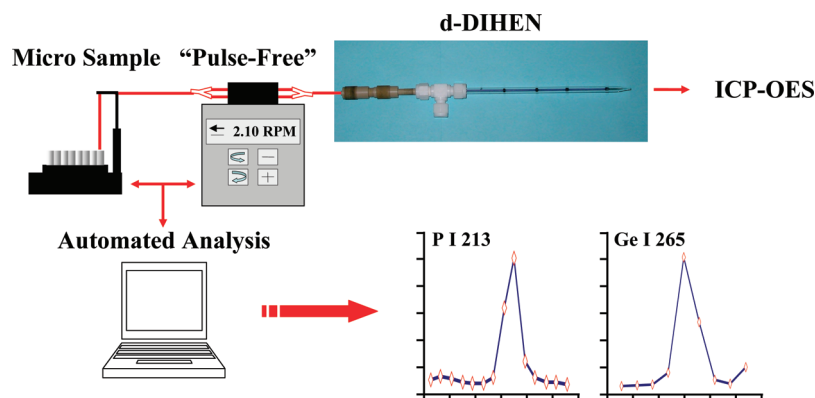 d-DIHEN
Micro Sample “Pulse-Free”
ICP-OES
2.10 RPM
Automated Analysis
P I 213
Ge I 265